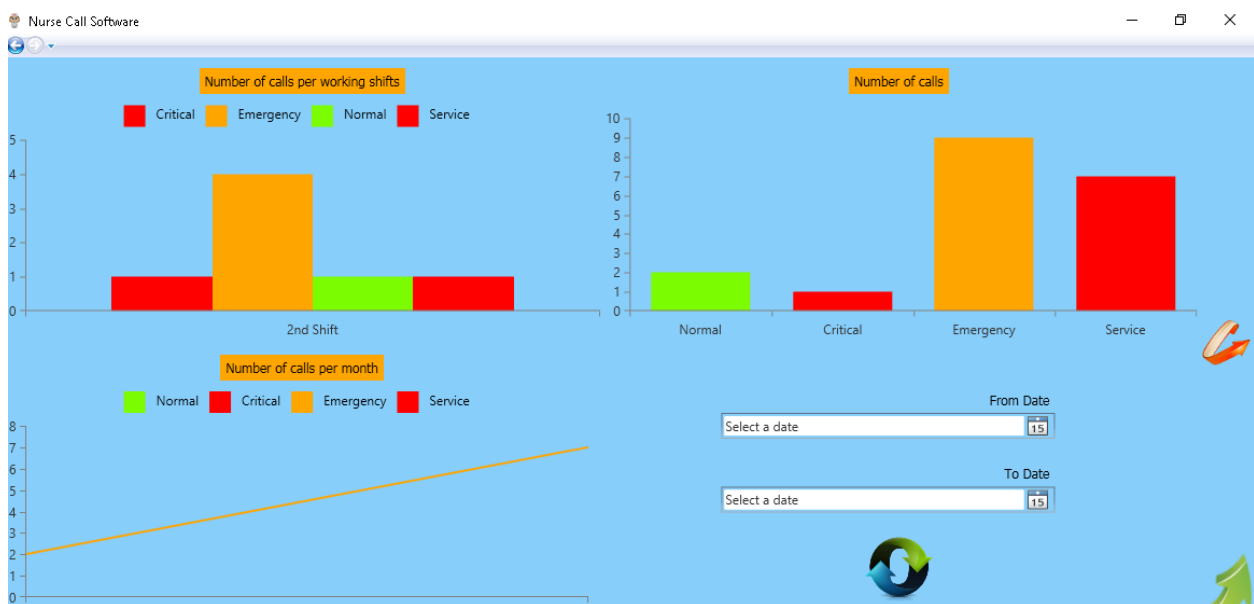 Nurse Call Software
Number of calls per working shifts
Critical Emergency Normal Service
5
4
3
2
1
0
2nd Shift
Number of calls
10
9
8
7
6
5
4
3
2
1
0
Normal Critical Emergency Service
Number of calls per month
Normal Critical Emergency Service
8
7
6
5
4
3
2
1
0
From Date
Select a date 15
To Date
Select a date 15